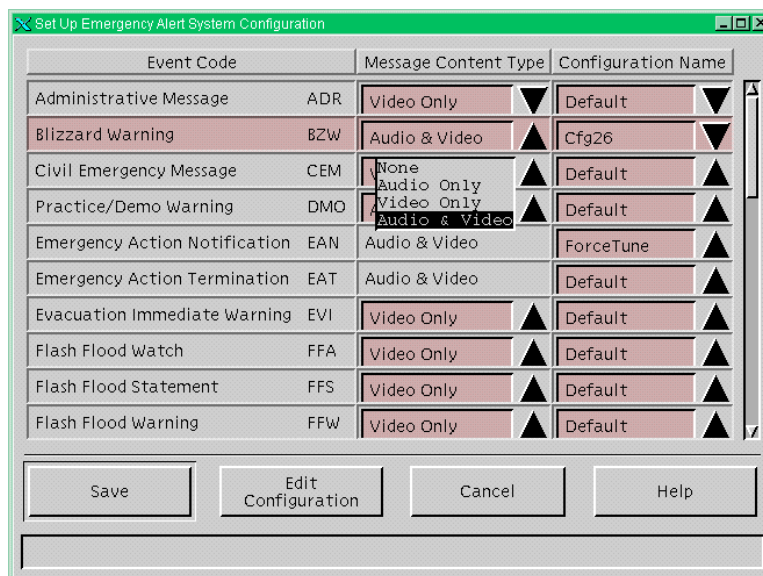 Set Up Emergency Alert System Configuration
Event Code Message Content Type Configuration Name
Administrative Message ADR Video Only Default
Blizzard Warning BZW Audio & Video Cfg26
Civil Emergency Message CEM Default
None
Audio Only
Practice/Demo Warning DMO Default
Video Only
Audio & Video
Emergency Action Notification EAN Audio & Video ForceTune
Emergency Action Termination EAT Audio & Video Default
Evacuation Immediate Warning EVI Video Only Default
Flash Flood Watch FFA Video Only Default
Flash Flood Statement FFS Video Only Default
Flash Flood Warning FFW Video Only Default
Save Edit Configuration Cancel Help